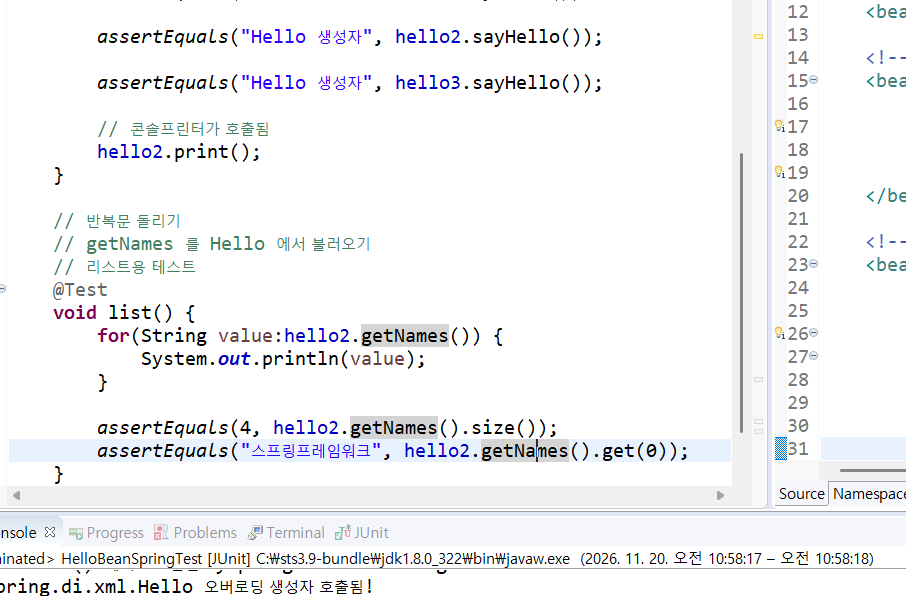 assertEquals("Hello 생성자", hello2.sayHello());
assertEquals("Hello 생성자", hello3.sayHello());
// 콘솔프린터가 호출됨
hello2.print();
}
// 반복문 돌리기
// getNames 를 Hello 에서 불러오기
// 리스트용 테스트
@Test
void list() {
for(String value:hello2.getNames()) {
System.out.println(value);
}
assertEquals(4, hello2.getNames().size());
assertEquals("스프링프레임워크", hello2.getNames().get(0));
}
12 <bea
13
14 <!--
15 <bea
16
17
18
19
20 </be
21
22 <!--
23 <bea
24
25
26
27
28
29
30
31
Source Namespace
nsole Progress Problems Terminal JUnit
inated> HelloBeanSpringTest [JUnit] C:₩sts3.9-bundle₩jdk1.8.0_322₩bin₩javaw.exe (2026. 11. 20. 오전 10:58:17 – 오전 10:58:18)
pring.di.xml.Hello 오버로딩 생성자 호출됨!